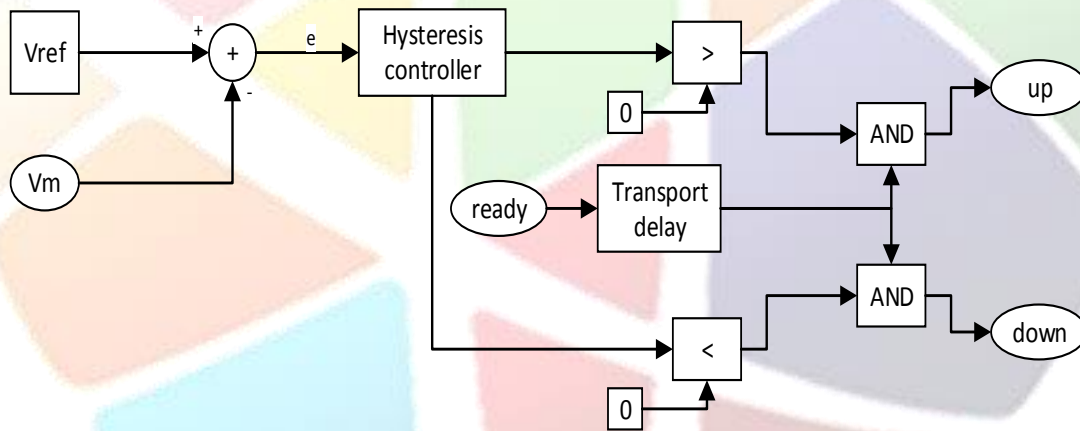 Vref
+
+
-
e
Hysteresis
controller
>
0
AND
up
Vm
ready
Transport
delay
AND
down
<
0